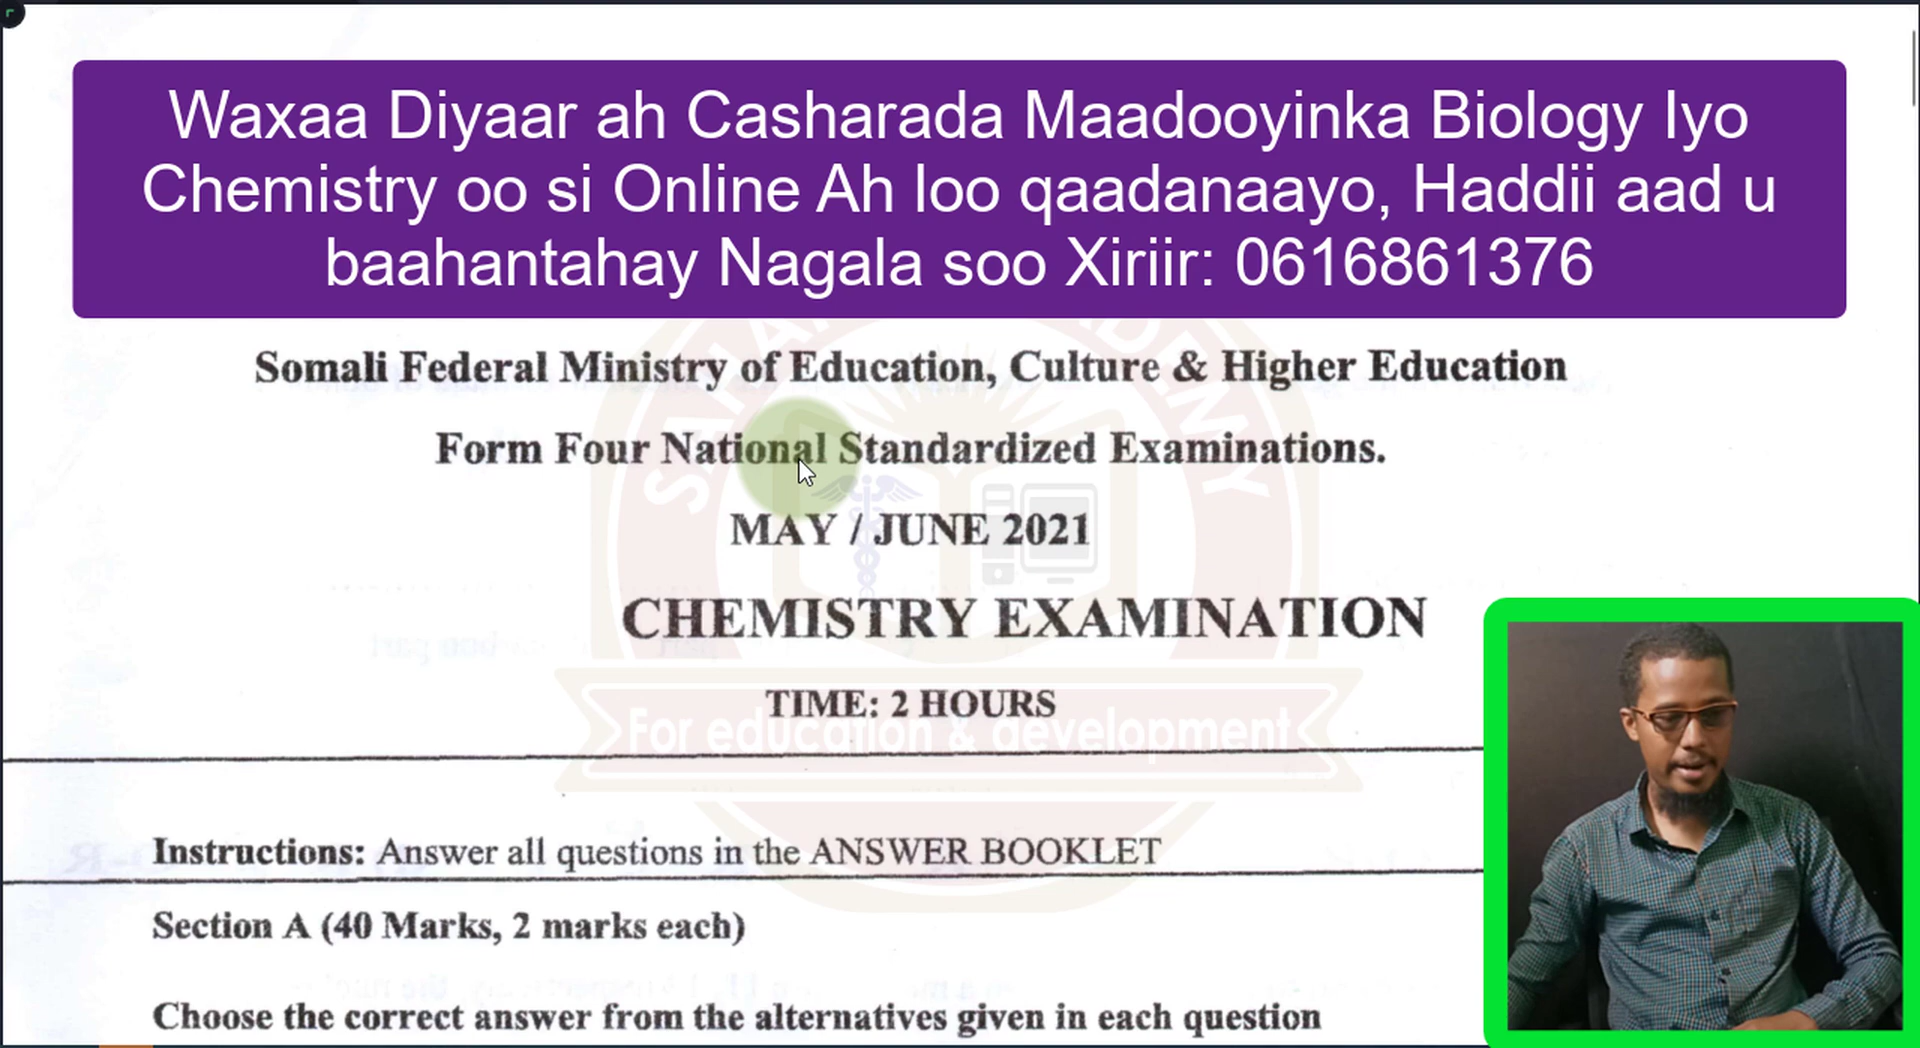 Waxaa Diyaar ah Casharada Maadooyinka Biology Iyo
Chemistry oo si Online Ah loo qaadanaayo, Haddii aad u
baahantahay Nagala soo Xiriir: 0616861376
Somali Federal Ministry of Education, Culture & Higher Education
Form Four National Standardized Examinations.
MAY / JUNE 2021
CHEMISTRY EXAMINATION
TIME: 2 HOURS
For education & development
Instructions: Answer all questions in the ANSWER BOOKLET
Section A (40 Marks, 2 marks each)
Choose the correct answer from the alternatives given in each question